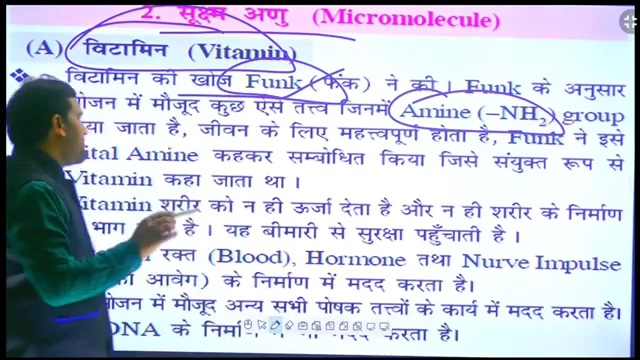 2. सूक्ष्म अणु (Micromolecule)
(A) विटामिन (Vitamin)
विटामिन की खोज Funk (फंक) ने की । Funk के अनुसार
भोजन में मौजूद कुछ ऐसे तत्त्व जिनमें Amine (–NH2) group
जाता है, जीवन के लिए महत्त्वपूर्ण होता है, Funk ने इसे
Vital Amine कहकर सम्बोधित किया जिसे संयुक्त रूप से
Vitamin कहा जाता था ।
Vitamin शरीर को न ही ऊर्जा देता है और न ही शरीर के निर्माण
भाग है । यह बीमारी से सुरक्षा पहुँचाती है ।
रक्त (Blood), Hormone तथा Nurve Impulse
आवेग) के निर्माण में मदद करता है।
भोजन में मौजूद अन्य सभी पोषक तत्त्वों के कार्य में मदद करता है।
DNA के निर्माण में भी मदद करता है।